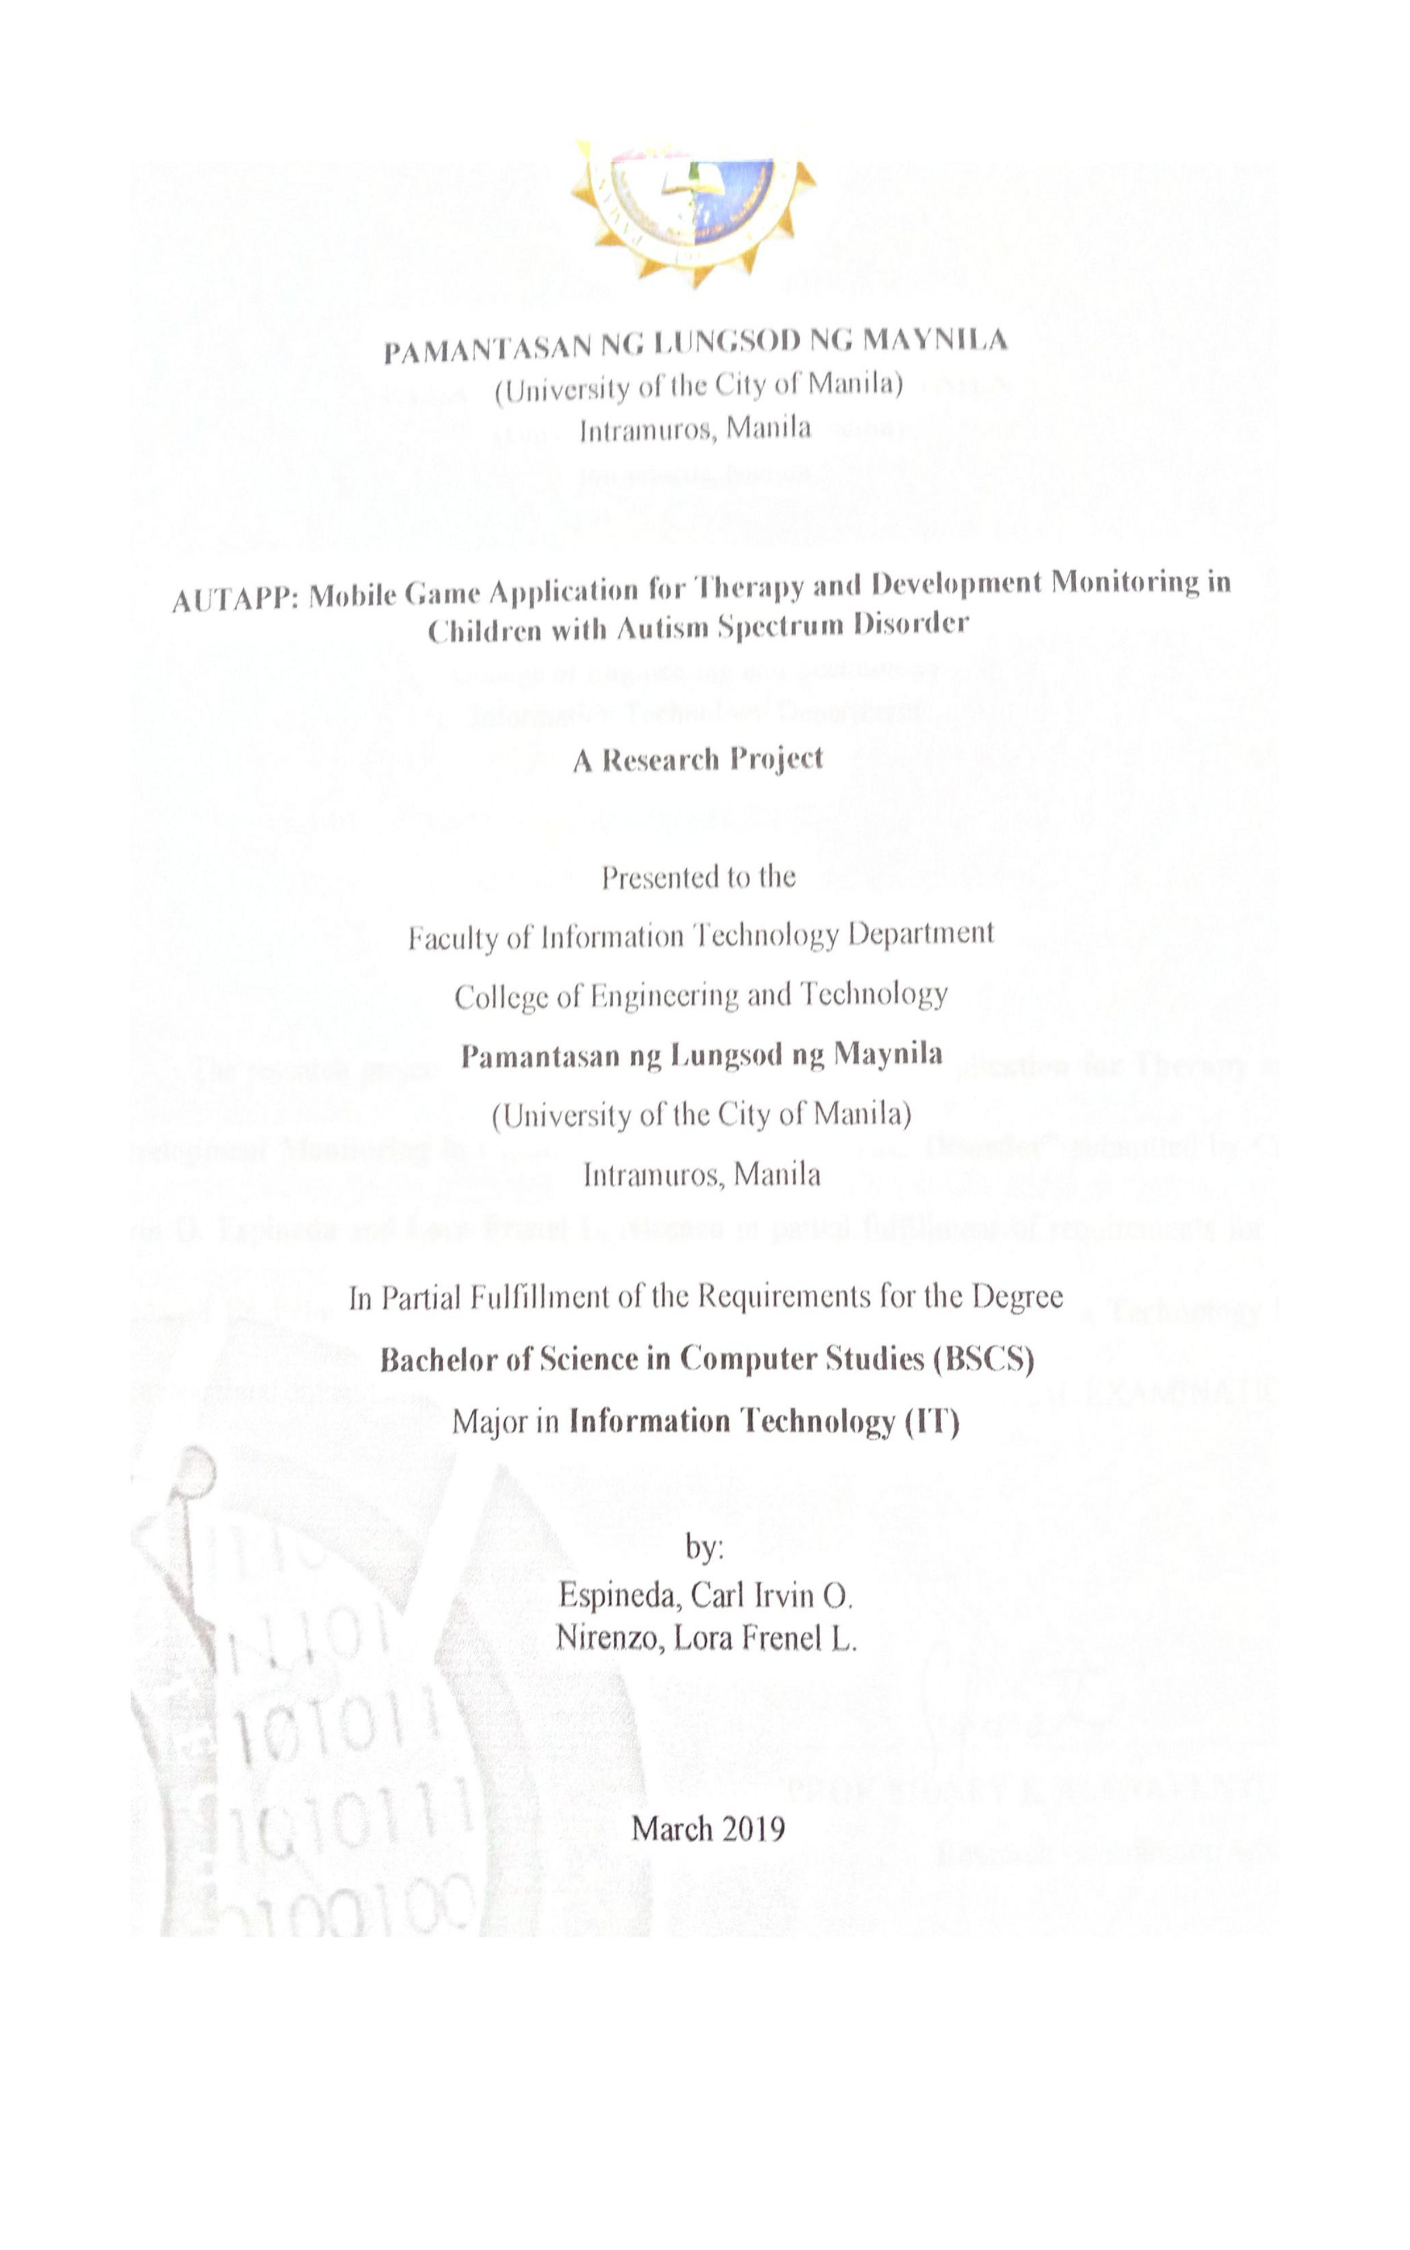 PAMANTASAN NG LUNGSOD NG MAYNILA
(University of the City of Manila)
Intramuros, Manila
AUTAPP: Mobile Game Application for Therapy and Development Monitoring in
Children with Autism Spectrum Disorder
A Research Project
Presented to the
Faculty of Information Technology Department
College of Engineering and Technology
Pamantasan ng Lungsod ng Maynila
(University of the City of Manila)
Intramuros, Manila
In Partial Fulfillment of the Requirements for the Degree
Bachelor of Science in Computer Studies (BSCS)
Major in Information Technology (IT)
by:
Espineda, Carl Irvin O.
Nirenzo, Lora Frenel L.
March 2019